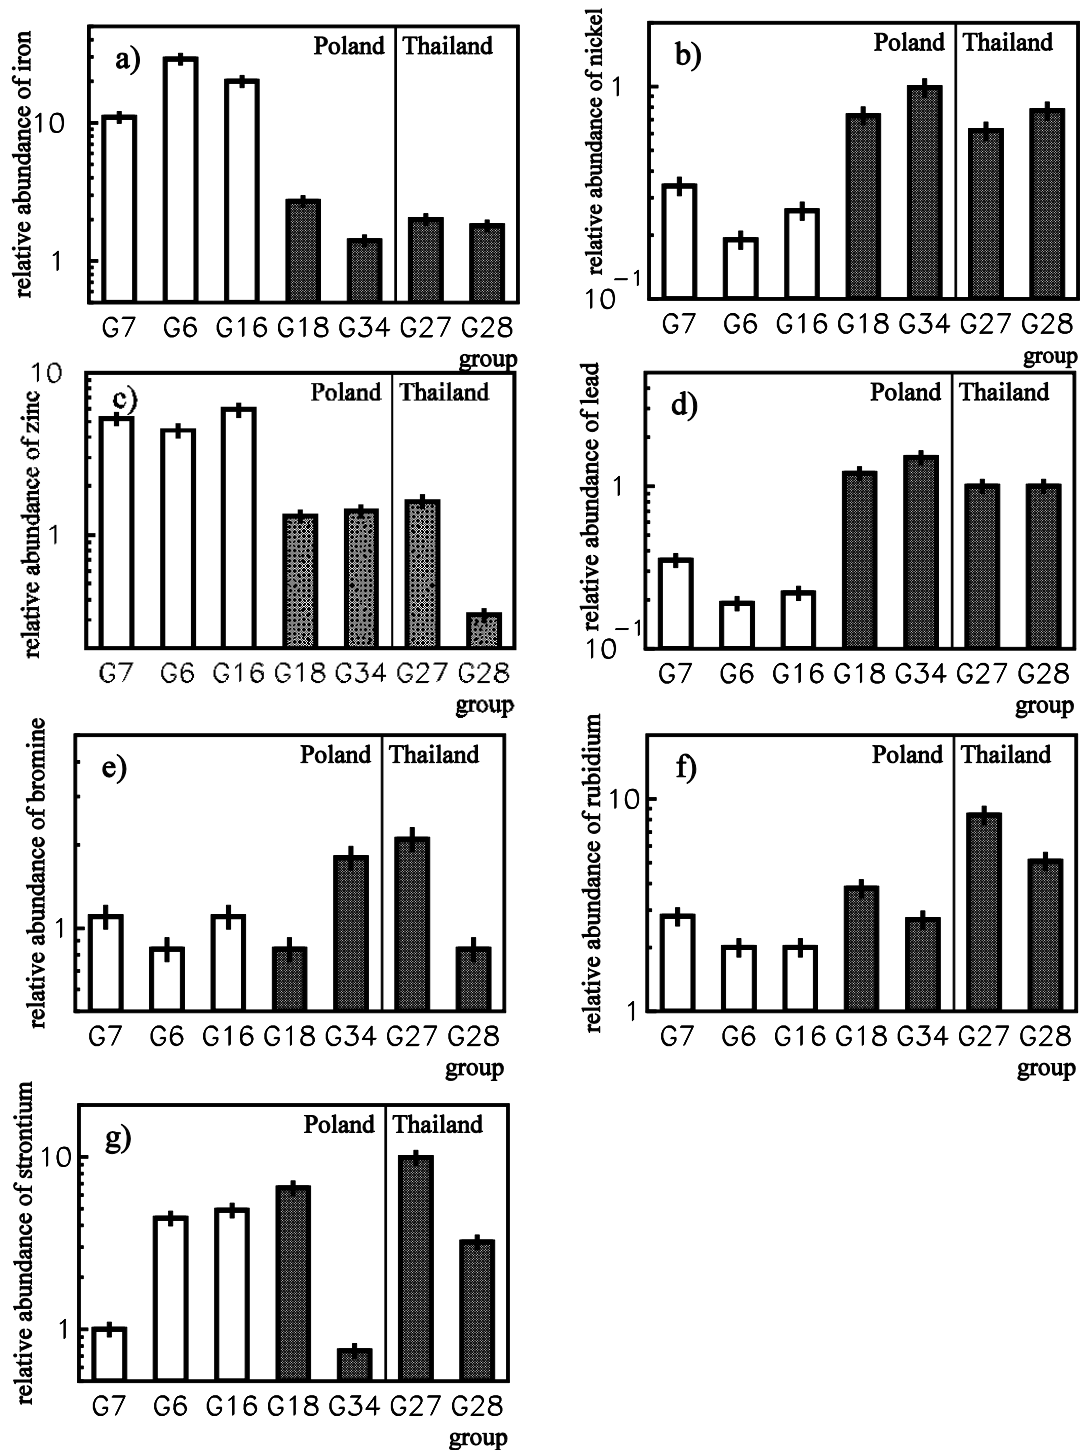 relative abundance of iron
a)
Poland
Thailand
10
1
G7 G6 G16 G18 G34 G27 G28
group
relative abundance of nickel
b)
Poland
Thailand
1
10⁻¹
G7 G6 G16 G18 G34 G27 G28
group
relative abundance of zinc
c)
Poland
Thailand
10
1
G7 G6 G16 G18 G34 G27 G28
group
relative abundance of lead
d)
Poland
Thailand
1
10⁻¹
G7 G6 G16 G18 G34 G27 G28
group
relative abundance of bromine
e)
Poland
Thailand
1
G7 G6 G16 G18 G34 G27 G28
group
relative abundance of rubidium
f)
Poland
Thailand
10
1
G7 G6 G16 G18 G34 G27 G28
group
relative abundance of strontium
g)
Poland
Thailand
10
1
G7 G6 G16 G18 G34 G27 G28
group